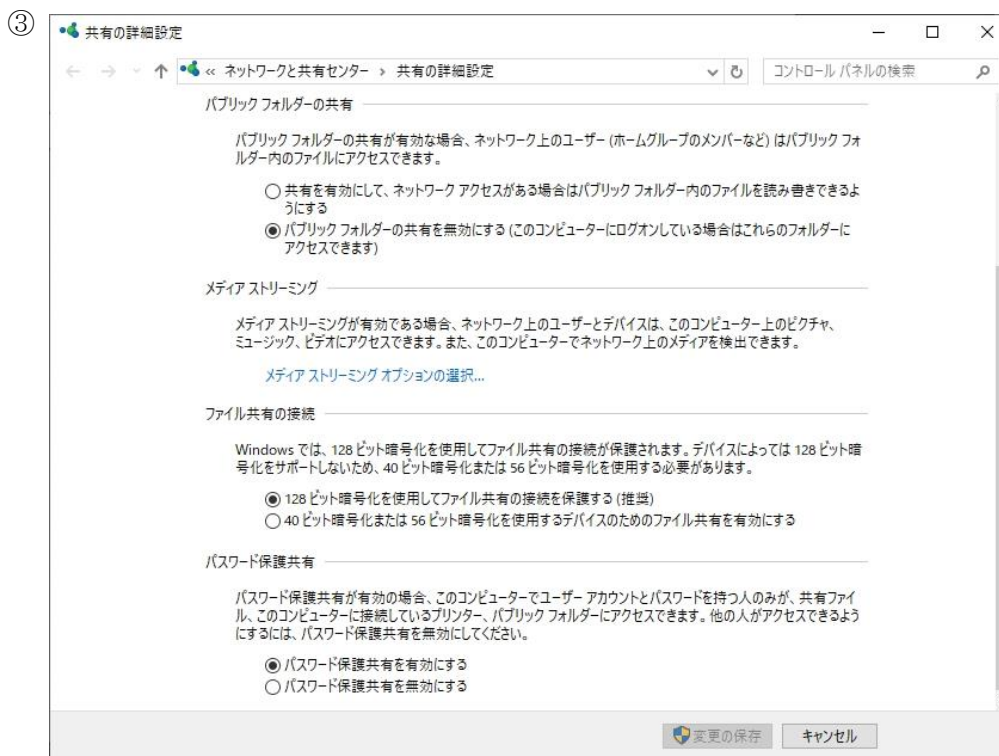 ③
共有の詳細設定
« ネットワークと共有センター › 共有の詳細設定
コントロール パネルの検索
パブリック フォルダーの共有
パブリック フォルダーの共有が有効な場合、ネットワーク上のユーザー (ホームグループのメンバーなど) はパブリック フォ
ルダー内のファイルにアクセスできます。
共有を有効にして、ネットワーク アクセスがある場合はパブリック フォルダー内のファイルを読み書きできるよ
うにする
パブリック フォルダーの共有を無効にする (このコンピューターにログオンしている場合はこれらのフォルダーに
アクセスできます)
メディア ストリーミング
メディア ストリーミングが有効である場合、ネットワーク上のユーザーとデバイスは、このコンピューター上のピクチャ、
ミュージック、ビデオにアクセスできます。また、このコンピューターでネットワーク上のメディアを検出できます。
メディア ストリーミング オプションの選択...
ファイル共有の接続
Windows では、128 ビット暗号化を使用してファイル共有の接続が保護されます。デバイスによっては 128 ビット暗
号化をサポートしないため、40 ビット暗号化または 56 ビット暗号化を使用する必要があります。
128 ビット暗号化を使用してファイル共有の接続を保護する (推奨)
40 ビット暗号化または 56 ビット暗号化を使用するデバイスのためのファイル共有を有効にする
パスワード保護共有
パスワード保護共有が有効の場合、このコンピューターでユーザー アカウントとパスワードを持つ人のみが、共有ファイ
ル、このコンピューターに接続しているプリンター、パブリック フォルダーにアクセスできます。他の人がアクセスできるよう
にするには、パスワード保護共有を無効にしてください。
パスワード保護共有を有効にする
パスワード保護共有を無効にする
変更の保存
キャンセル